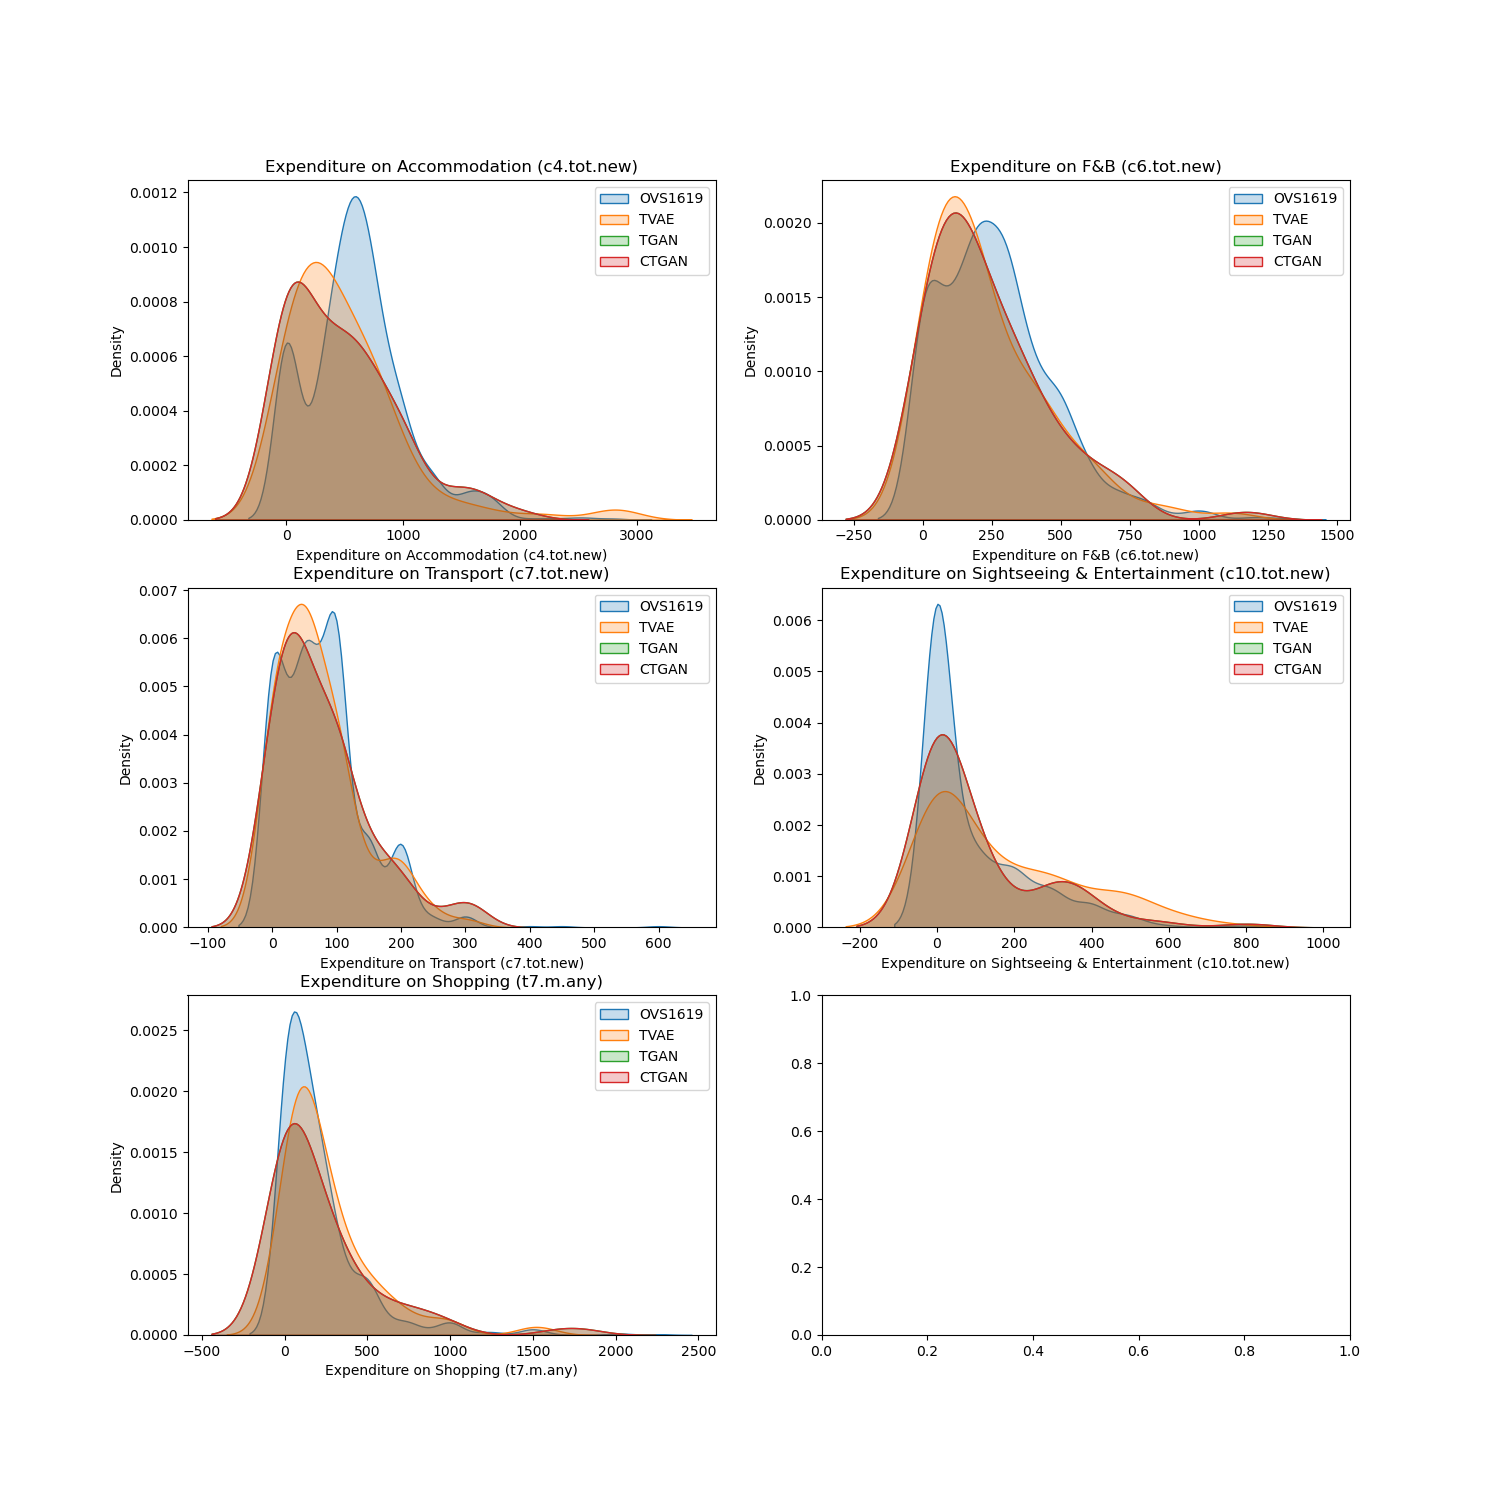 Expenditure on Accommodation (c4.tot.new)
0.0012
0.0010
0.0008
0.0006
0.0004
0.0002
0.0000
Density
OVS1619
TVAE
TGAN
CTGAN
0 1000 2000 3000
Expenditure on Accommodation (c4.tot.new)
Expenditure on F&B (c6.tot.new)
0.0020
0.0015
0.0010
0.0005
0.0000
Density
OVS1619
TVAE
TGAN
CTGAN
−250 0 250 500 750 1000 1250 1500
Expenditure on F&B (c6.tot.new)
Expenditure on Transport (c7.tot.new)
0.007
0.006
0.005
0.004
0.003
0.002
0.001
0.000
Density
OVS1619
TVAE
TGAN
CTGAN
−100 0 100 200 300 400 500 600
Expenditure on Transport (c7.tot.new)
Expenditure on Sightseeing & Entertainment (c10.tot.new)
0.006
0.005
0.004
0.003
0.002
0.001
0.000
Density
OVS1619
TVAE
TGAN
CTGAN
−200 0 200 400 600 800 1000
Expenditure on Sightseeing & Entertainment (c10.tot.new)
Expenditure on Shopping (t7.m.any)
0.0025
0.0020
0.0015
0.0010
0.0005
0.0000
Density
OVS1619
TVAE
TGAN
CTGAN
−500 0 500 1000 1500 2000 2500
Expenditure on Shopping (t7.m.any)
1.0
0.8
0.6
0.4
0.2
0.0
0.0 0.2 0.4 0.6 0.8 1.0